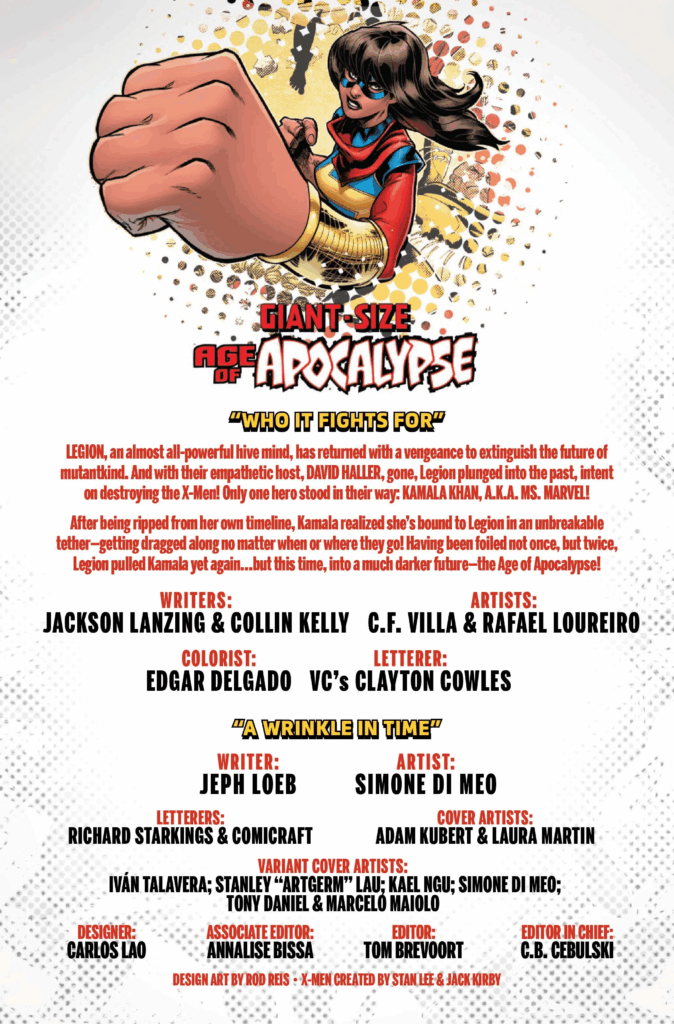 GIANT-SIZE
AGE OF APOCALYPSE
"WHO IT FIGHTS FOR"
LEGION, an almost all-powerful hive mind, has returned with a vengeance to extinguish the future of
mutantkind. And with their empathetic host, DAVID HALLER, gone, Legion plunged into the past, intent
on destroying the X-Men! Only one hero stood in their way: KAMALA KHAN, A.K.A. MS. MARVEL!
After being ripped from her own timeline, Kamala realized she's bound to Legion in an unbreakable
tether—getting dragged along no matter when or where they go! Having been foiled not once, but twice,
Legion pulled Kamala yet again...but this time, into a much darker future—the Age of Apocalypse!
WRITERS:
JACKSON LANZING & COLLIN KELLY
ARTISTS:
C.F. VILLA & RAFAEL LOUREIRO
COLORIST:
EDGAR DELGADO
LETTERER:
VC's CLAYTON COWLES
"A WRINKLE IN TIME"
WRITER:
JEPH LOEB
ARTIST:
SIMONE DI MEO
LETTERERS:
RICHARD STARKINGS & COMICRAFT
COVER ARTISTS:
ADAM KUBERT & LAURA MARTIN
VARIANT COVER ARTISTS:
IVÁN TALAVERA; STANLEY "ARTGERM" LAU; KAEL NGU; SIMONE DI MEO;
TONY DANIEL & MARCELO MAIOLO
DESIGNER:
CARLOS LAO
ASSOCIATE EDITOR:
ANNALISE BISSA
EDITOR:
TOM BREVOORT
EDITOR IN CHIEF:
C.B. CEBULSKI
DESIGN ART BY ROD REIS • X-MEN CREATED BY STAN LEE & JACK KIRBY